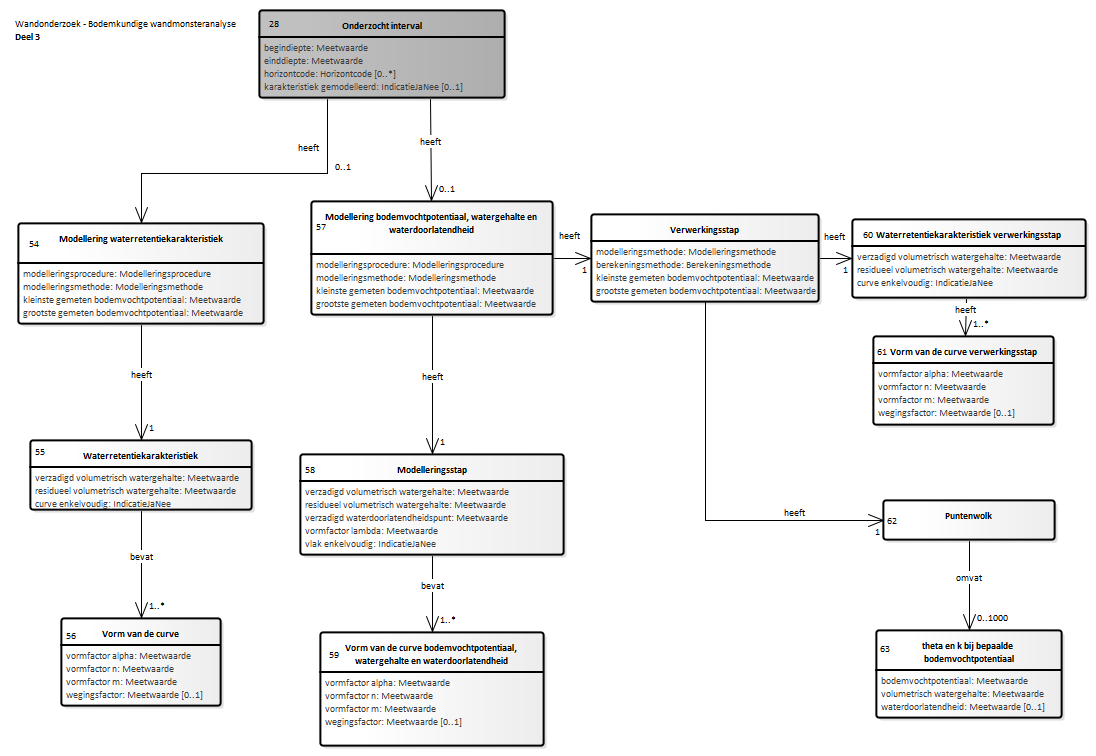 Wandonderzoek - Bodemkundige wandmonsteranalyse
Deel 3
28 Onderzocht interval
begindiepte: Meetwaarde
einddiepte: Meetwaarde
horizontcode: Horizontcode [0..*]
karakteristiek gemodelleerd: IndicatieJaNee [0..1]
heeft
0..1
heeft
0..1
54 Modellering waterretentiekarakteristiek
modelleringsprocedure: Modelleringsprocedure
modelleringsmethode: Modelleringsmethode
kleinste gemeten bodemvochtpotentiaal: Meetwaarde
grootste gemeten bodemvochtpotentiaal: Meetwaarde
57 Modellering bodemvochtpotentiaal, watergehalte en
waterdoorlatendheid
modelleringsprocedure: Modelleringsprocedure
modelleringsmethode: Modelleringsmethode
kleinste gemeten bodemvochtpotentiaal: Meetwaarde
grootste gemeten bodemvochtpotentiaal: Meetwaarde
heeft
1
Verwerkingsstap
modelleringsmethode: Modelleringsmethode
berekeningsmethode: Berekeningsmethode
kleinste gemeten bodemvochtpotentiaal: Meetwaarde
grootste gemeten bodemvochtpotentiaal: Meetwaarde
heeft
1
60 Waterretentiekarakteristiek verwerkingsstap
verzadigd volumetrisch watergehalte: Meetwaarde
residueel volumetrisch watergehalte: Meetwaarde
curve enkelvoudig: IndicatieJaNee
heeft
1..*
61 Vorm van de curve verwerkingsstap
vormfactor alpha: Meetwaarde
vormfactor n: Meetwaarde
vormfactor m: Meetwaarde
wegingsfactor: Meetwaarde [0..1]
heeft
1
55 Waterretentiekarakteristiek
verzadigd volumetrisch watergehalte: Meetwaarde
residueel volumetrisch watergehalte: Meetwaarde
curve enkelvoudig: IndicatieJaNee
bevat
1..*
56 Vorm van de curve
vormfactor alpha: Meetwaarde
vormfactor n: Meetwaarde
vormfactor m: Meetwaarde
wegingsfactor: Meetwaarde [0..1]
heeft
1
58 Modelleringsstap
verzadigd volumetrisch watergehalte: Meetwaarde
residueel volumetrisch watergehalte: Meetwaarde
verzadigd waterdoorlatendheidspunt: Meetwaarde
vormfactor lambda: Meetwaarde
vlak enkelvoudig: IndicatieJaNee
bevat
1..*
59 Vorm van de curve bodemvochtpotentiaal,
watergehalte en waterdoorlatendheid
vormfactor alpha: Meetwaarde
vormfactor n: Meetwaarde
vormfactor m: Meetwaarde
wegingsfactor: Meetwaarde [0..1]
heeft
1
62 Puntenwolk
omvat
0..1000
63 theta en k bij bepaalde
bodemvochtpotentiaal
bodemvochtpotentiaal: Meetwaarde
volumetrisch watergehalte: Meetwaarde
waterdoorlatendheid: Meetwaarde [0..1]